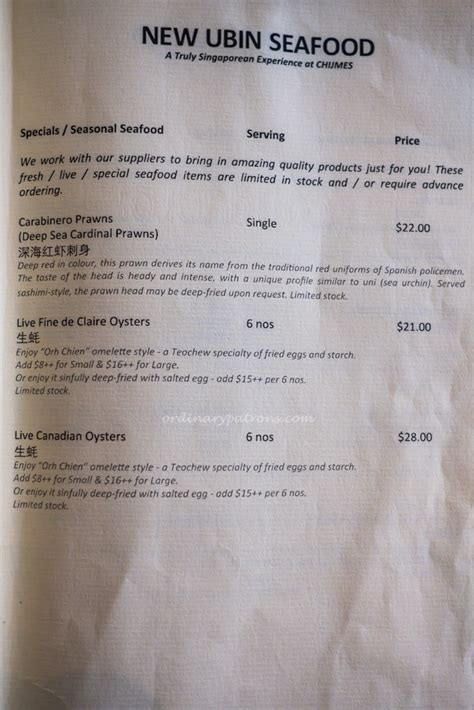 NEW UBIN SEAFOOD
A Truly Singaporean Experience at CHIJMES
Specials / Seasonal Seafood Serving Price
We work with our suppliers to bring in amazing quality products just for you! These
fresh / live / special seafood items are limited in stock and / or require advance
ordering.
Carabinero Prawns Single $22.00
(Deep Sea Cardinal Prawns)
深海红虾刺身
Deep red in colour, this prawn derives its name from the traditional red uniforms of Spanish policemen.
The taste of the head is heady and intense, with a unique profile similar to uni (sea urchin). Served
sashimi-style, the prawn head may be deep-fried upon request. Limited stock.
Live Fine de Claire Oysters 6 nos $21.00
生蚝
Enjoy "Orh Chien" omelette style - a Teochew specialty of fried eggs and starch.
Add $8++ for Small & $16++ for Large.
Or enjoy it sinfully deep-fried with salted egg - add $15++ per 6 nos.
Limited stock.
ordinarypatrons.com
Live Canadian Oysters 6 nos $28.00
生蚝
Enjoy "Orh Chien" omelette style - a Teochew specialty of fried eggs and starch.
Add $8++ for Small & $16++ for Large.
Or enjoy it sinfully deep-fried with salted egg - add $15++ per 6 nos.
Limited stock.